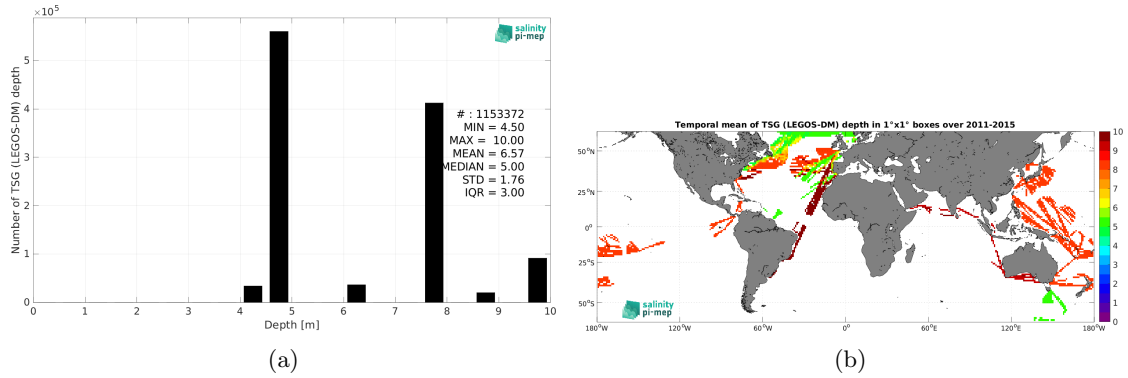 ×10⁵
5
4
3
2
1
0
Number of TSG (LEGOS-DM) depth
salinity
pi-mep
# : 1153372
MIN = 4.50
MAX = 10.00
MEAN = 6.57
MEDIAN = 5.00
STD = 1.76
IQR = 3.00
0 1 2 3 4 5 6 7 8 9 10
Depth [m]
(a)
Temporal mean of TSG (LEGOS-DM) depth in 1°x1° boxes over 2011-2015
50°N
25°N
0°
25°S
50°S
salinity
pi-mep
180°W 120°W 60°W 0° 60°E 120°E 180°W
10
9
8
7
6
5
4
3
2
1
0
(b)